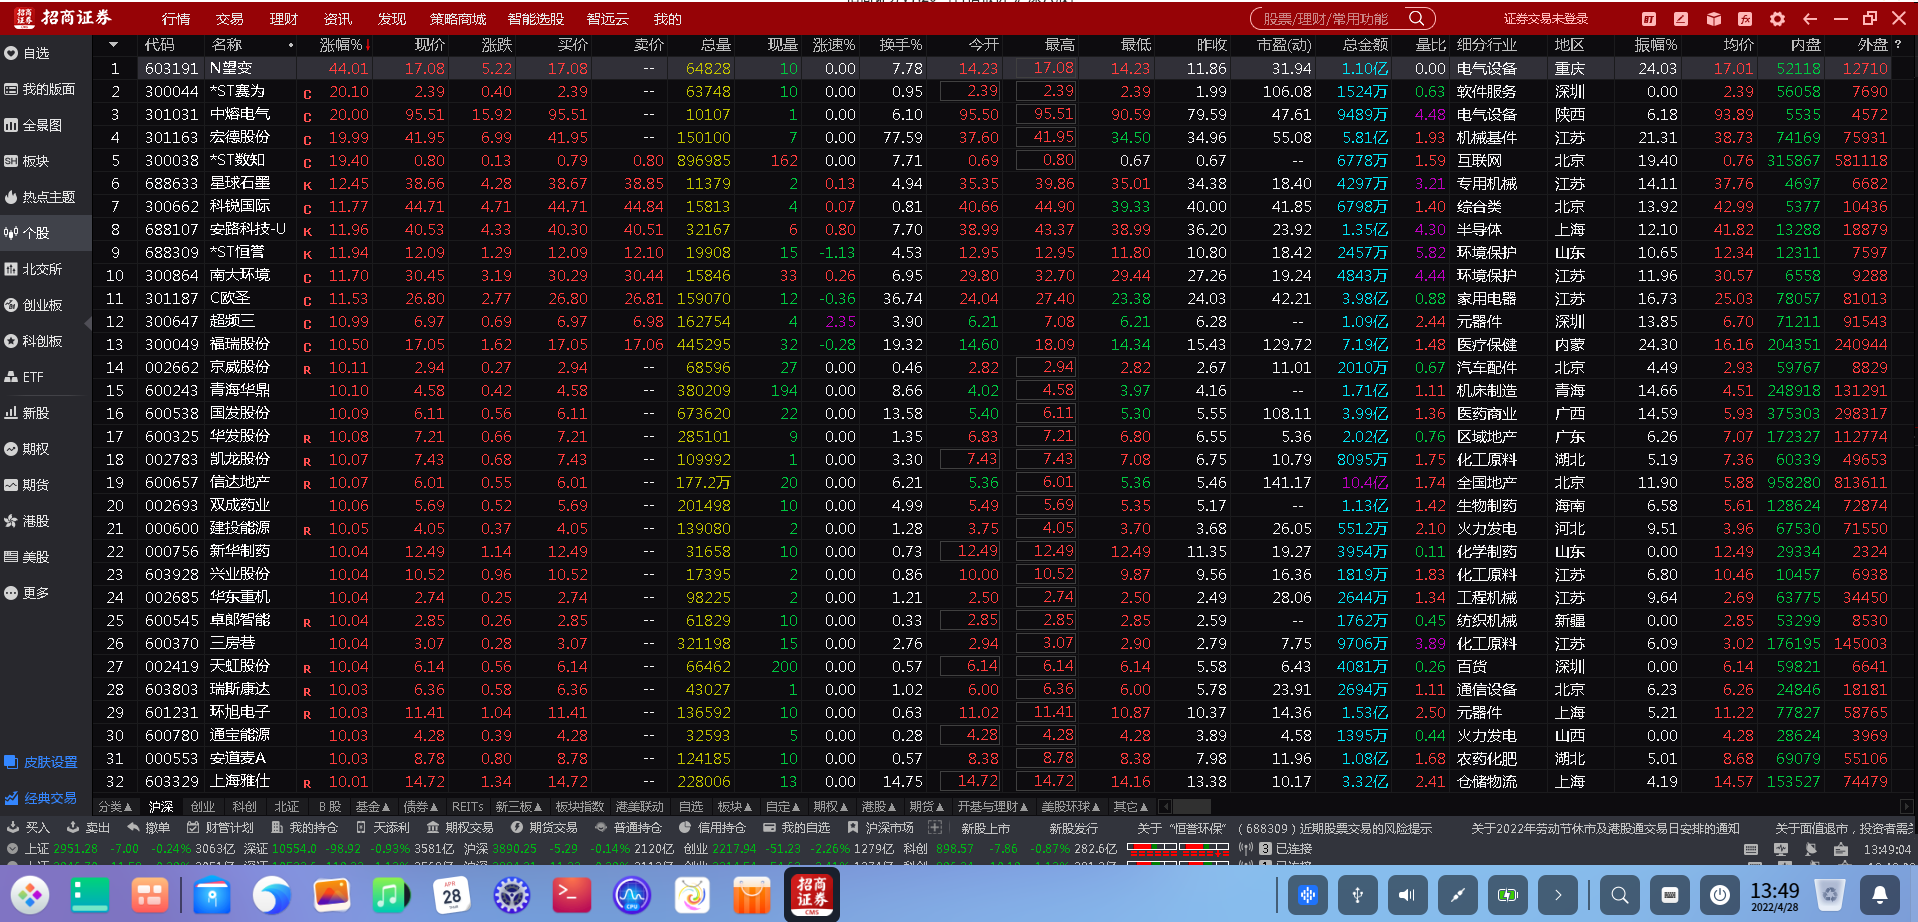 招商证券 行情 交易 理财 资讯 发现 策略商城 智能选股 智远云 我的 股票/理财/常用功能 证券交易未登录
自选
我的版面
全景图
板块
热点主题
个股
北交所
创业板
科创板
ETF
新股
期权
期货
港股
美股
更多
皮肤设置
经典交易
代码 名称 涨幅% 现价 涨跌 买价 卖价 总量 现量 涨速% 换手% 今开 最高 最低 昨收 市盈(动) 总金额 量比 细分行业 地区 振幅% 均价 内盘 外盘 ?
1 603191 N望变 44.01 17.08 5.22 17.08 -- 64828 10 0.00 7.78 14.23 17.08 14.23 11.86 31.94 1.10亿 0.00 电气设备 重庆 24.03 17.01 52118 12710
2 300044 *ST赛为 C 20.10 2.39 0.40 2.39 -- 63748 10 0.00 0.95 2.39 2.39 2.39 1.99 106.08 1524万 0.63 软件服务 深圳 0.00 2.39 56058 7690
3 301031 中熔电气 C 20.00 95.51 15.92 95.51 -- 10107 1 0.00 6.10 95.50 95.51 90.59 79.59 47.61 9489万 4.48 电气设备 陕西 6.18 93.89 5535 4572
4 301163 宏德股份 C 19.99 41.95 6.99 41.95 -- 150100 7 0.00 77.59 37.60 41.95 34.50 34.96 55.08 5.81亿 1.93 机械基件 江苏 21.31 38.73 74169 75931
5 300038 *ST数知 C 19.40 0.80 0.13 0.79 0.80 896985 162 0.00 7.71 0.69 0.80 0.67 0.67 -- 6778万 1.59 互联网 北京 19.40 0.76 315867 581118
6 688633 星球石墨 K 12.45 38.66 4.28 38.67 38.85 11379 2 0.13 4.94 35.35 39.86 35.01 34.38 18.40 4297万 3.21 专用机械 江苏 14.11 37.76 4697 6682
7 300662 科锐国际 C 11.77 44.71 4.71 44.71 44.84 15813 4 0.07 0.81 40.66 44.90 39.33 40.00 41.85 6798万 1.40 综合类 北京 13.92 42.99 5377 10436
8 688107 安路科技-U K 11.96 40.53 4.33 40.30 40.51 32167 6 0.80 7.70 38.99 43.37 38.99 36.20 23.92 1.35亿 4.30 半导体 上海 12.10 41.82 13288 18879
9 688309 *ST恒誉 K 11.94 12.09 1.29 12.09 12.10 19908 15 -1.13 4.53 12.95 12.95 11.80 10.80 18.42 2457万 5.82 环境保护 山东 10.65 12.34 12311 7597
10 300864 南大环境 C 11.70 30.45 3.19 30.29 30.44 15846 33 0.26 6.95 29.80 32.70 29.44 27.26 19.24 4843万 4.44 环境保护 江苏 11.96 30.57 6558 9288
11 301187 C欧圣 C 11.53 26.80 2.77 26.80 26.81 159070 12 -0.36 36.74 24.04 27.40 23.38 24.03 42.21 3.98亿 0.88 家用电器 江苏 16.73 25.03 78057 81013
12 300647 超频三 C 10.99 6.97 0.69 6.97 6.98 162754 4 2.35 3.90 6.21 7.08 6.21 6.28 -- 1.09亿 2.44 元器件 深圳 13.85 6.70 71211 91543
13 300049 福瑞股份 C 10.50 17.05 1.62 17.05 17.06 445295 32 -0.28 19.32 14.60 18.09 14.34 15.43 129.72 7.19亿 1.48 医疗保健 内蒙 24.30 16.16 204351 240944
14 002662 京威股份 R 10.11 2.94 0.27 2.94 -- 68596 27 0.00 0.46 2.82 2.94 2.82 2.67 11.01 2010万 0.67 汽车配件 北京 4.49 2.93 59767 8829
15 600243 青海华鼎 10.10 4.58 0.42 4.58 -- 380209 194 0.00 8.66 4.02 4.58 3.97 4.16 -- 1.71亿 1.11 机床制造 青海 14.66 4.51 248918 131291
16 600538 国发股份 10.09 6.11 0.56 6.11 -- 673620 22 0.00 13.58 5.40 6.11 5.30 5.55 108.11 3.99亿 1.36 医药商业 广西 14.59 5.93 375303 298317
17 600325 华发股份 R 10.08 7.21 0.66 7.21 -- 285101 9 0.00 1.35 6.83 7.21 6.80 6.55 5.36 2.02亿 0.76 区域地产 广东 6.26 7.07 172327 112774
18 002783 凯龙股份 R 10.07 7.43 0.68 7.43 -- 109992 1 0.00 3.30 7.43 7.43 7.08 6.75 10.79 8095万 1.75 化工原料 湖北 5.19 7.36 60339 49653
19 600657 信达地产 R 10.07 6.01 0.55 6.01 -- 177.2万 20 0.00 6.21 5.36 6.01 5.36 5.46 141.17 10.4亿 1.74 全国地产 北京 11.90 5.88 958280 813611
20 002693 双成药业 10.06 5.69 0.52 5.69 -- 201498 10 0.00 4.99 5.49 5.69 5.35 5.17 -- 1.13亿 1.42 生物制药 海南 6.58 5.61 128624 72874
21 000600 建投能源 R 10.05 4.05 0.37 4.05 -- 139080 2 0.00 1.28 3.75 4.05 3.70 3.68 26.05 5512万 2.10 火力发电 河北 9.51 3.96 67530 71550
22 000756 新华制药 10.04 12.49 1.14 12.49 -- 31658 10 0.00 0.73 12.49 12.49 12.49 11.35 19.27 3954万 0.11 化学制药 山东 0.00 12.49 29334 2324
23 603928 兴业股份 10.04 10.52 0.96 10.52 -- 17395 2 0.00 0.86 10.00 10.52 9.87 9.56 16.36 1819万 1.83 化工原料 江苏 6.80 10.46 10457 6938
24 002685 华东重机 10.04 2.74 0.25 2.74 -- 98225 2 0.00 1.21 2.50 2.74 2.50 2.49 28.06 2644万 1.34 工程机械 江苏 9.64 2.69 63775 34450
25 600545 卓郎智能 R 10.04 2.85 0.26 2.85 -- 61829 10 0.00 0.33 2.85 2.85 2.85 2.59 -- 1762万 0.45 纺织机械 新疆 0.00 2.85 53299 8530
26 600370 三房巷 10.04 3.07 0.28 3.07 -- 321198 15 0.00 2.76 2.94 3.07 2.90 2.79 7.75 9706万 3.89 化工原料 江苏 6.09 3.02 176195 145003
27 002419 天虹股份 R 10.04 6.14 0.56 6.14 -- 66462 200 0.00 0.57 6.14 6.14 6.14 5.58 6.43 4081万 0.26 百货 深圳 0.00 6.14 59821 6641
28 603803 瑞斯康达 R 10.03 6.36 0.58 6.36 -- 43027 1 0.00 1.02 6.00 6.36 6.00 5.78 23.91 2694万 1.11 通信设备 北京 6.23 6.26 24846 18181
29 601231 环旭电子 R 10.03 11.41 1.04 11.41 -- 136592 10 0.00 0.63 11.02 11.41 10.87 10.37 14.36 1.53亿 2.50 元器件 上海 5.21 11.22 77827 58765
30 600780 通宝能源 10.03 4.28 0.39 4.28 -- 32593 5 0.00 0.28 4.28 4.28 4.28 3.89 4.58 1395万 0.44 火力发电 山西 0.00 4.28 28624 3969
31 000553 安道麦A 10.03 8.78 0.80 8.78 -- 124185 10 0.00 0.57 8.38 8.78 8.38 7.98 11.96 1.08亿 1.68 农药化肥 湖北 5.01 8.68 69079 55106
32 603329 上海雅仕 R 10.01 14.72 1.34 14.72 -- 228006 13 0.00 14.75 14.72 14.72 14.16 13.38 10.17 3.32亿 2.41 仓储物流 上海 4.19 14.57 153527 74479
分类▲ 沪深 创业 科创 北证 B股 基金▲ 债券▲ REITs 新三板▲ 板块指数 港美联动 自选 板块▲ 自定▲ 期权▲ 港股▲ 期货▲ 开基与理财▲ 美股环球▲ 其它▲
买入 卖出 撤单 财管计划 我的持仓 天添利 期权交易 期货交易 普通持仓 信用持仓 我的自选 沪深市场 新股上市 新股发行 关于“恒誉环保”（688309）近期股票交易的风险提示 关于2022年劳动节休市及港股通交易日安排的通知 关于面值退市，投资者需
上证 2951.28 -7.00 -0.24% 3063亿 深证 10554.0 -98.92 -0.93% 3581亿 沪深 3890.25 -5.29 -0.14% 2120亿 创业 2217.94 -51.23 -2.26% 1279亿 科创 898.57 -7.86 -0.87% 282.6亿 3 已连接 13:49:04
APR 28 CPU 招商证券 CMS 13:49
2022/4/28